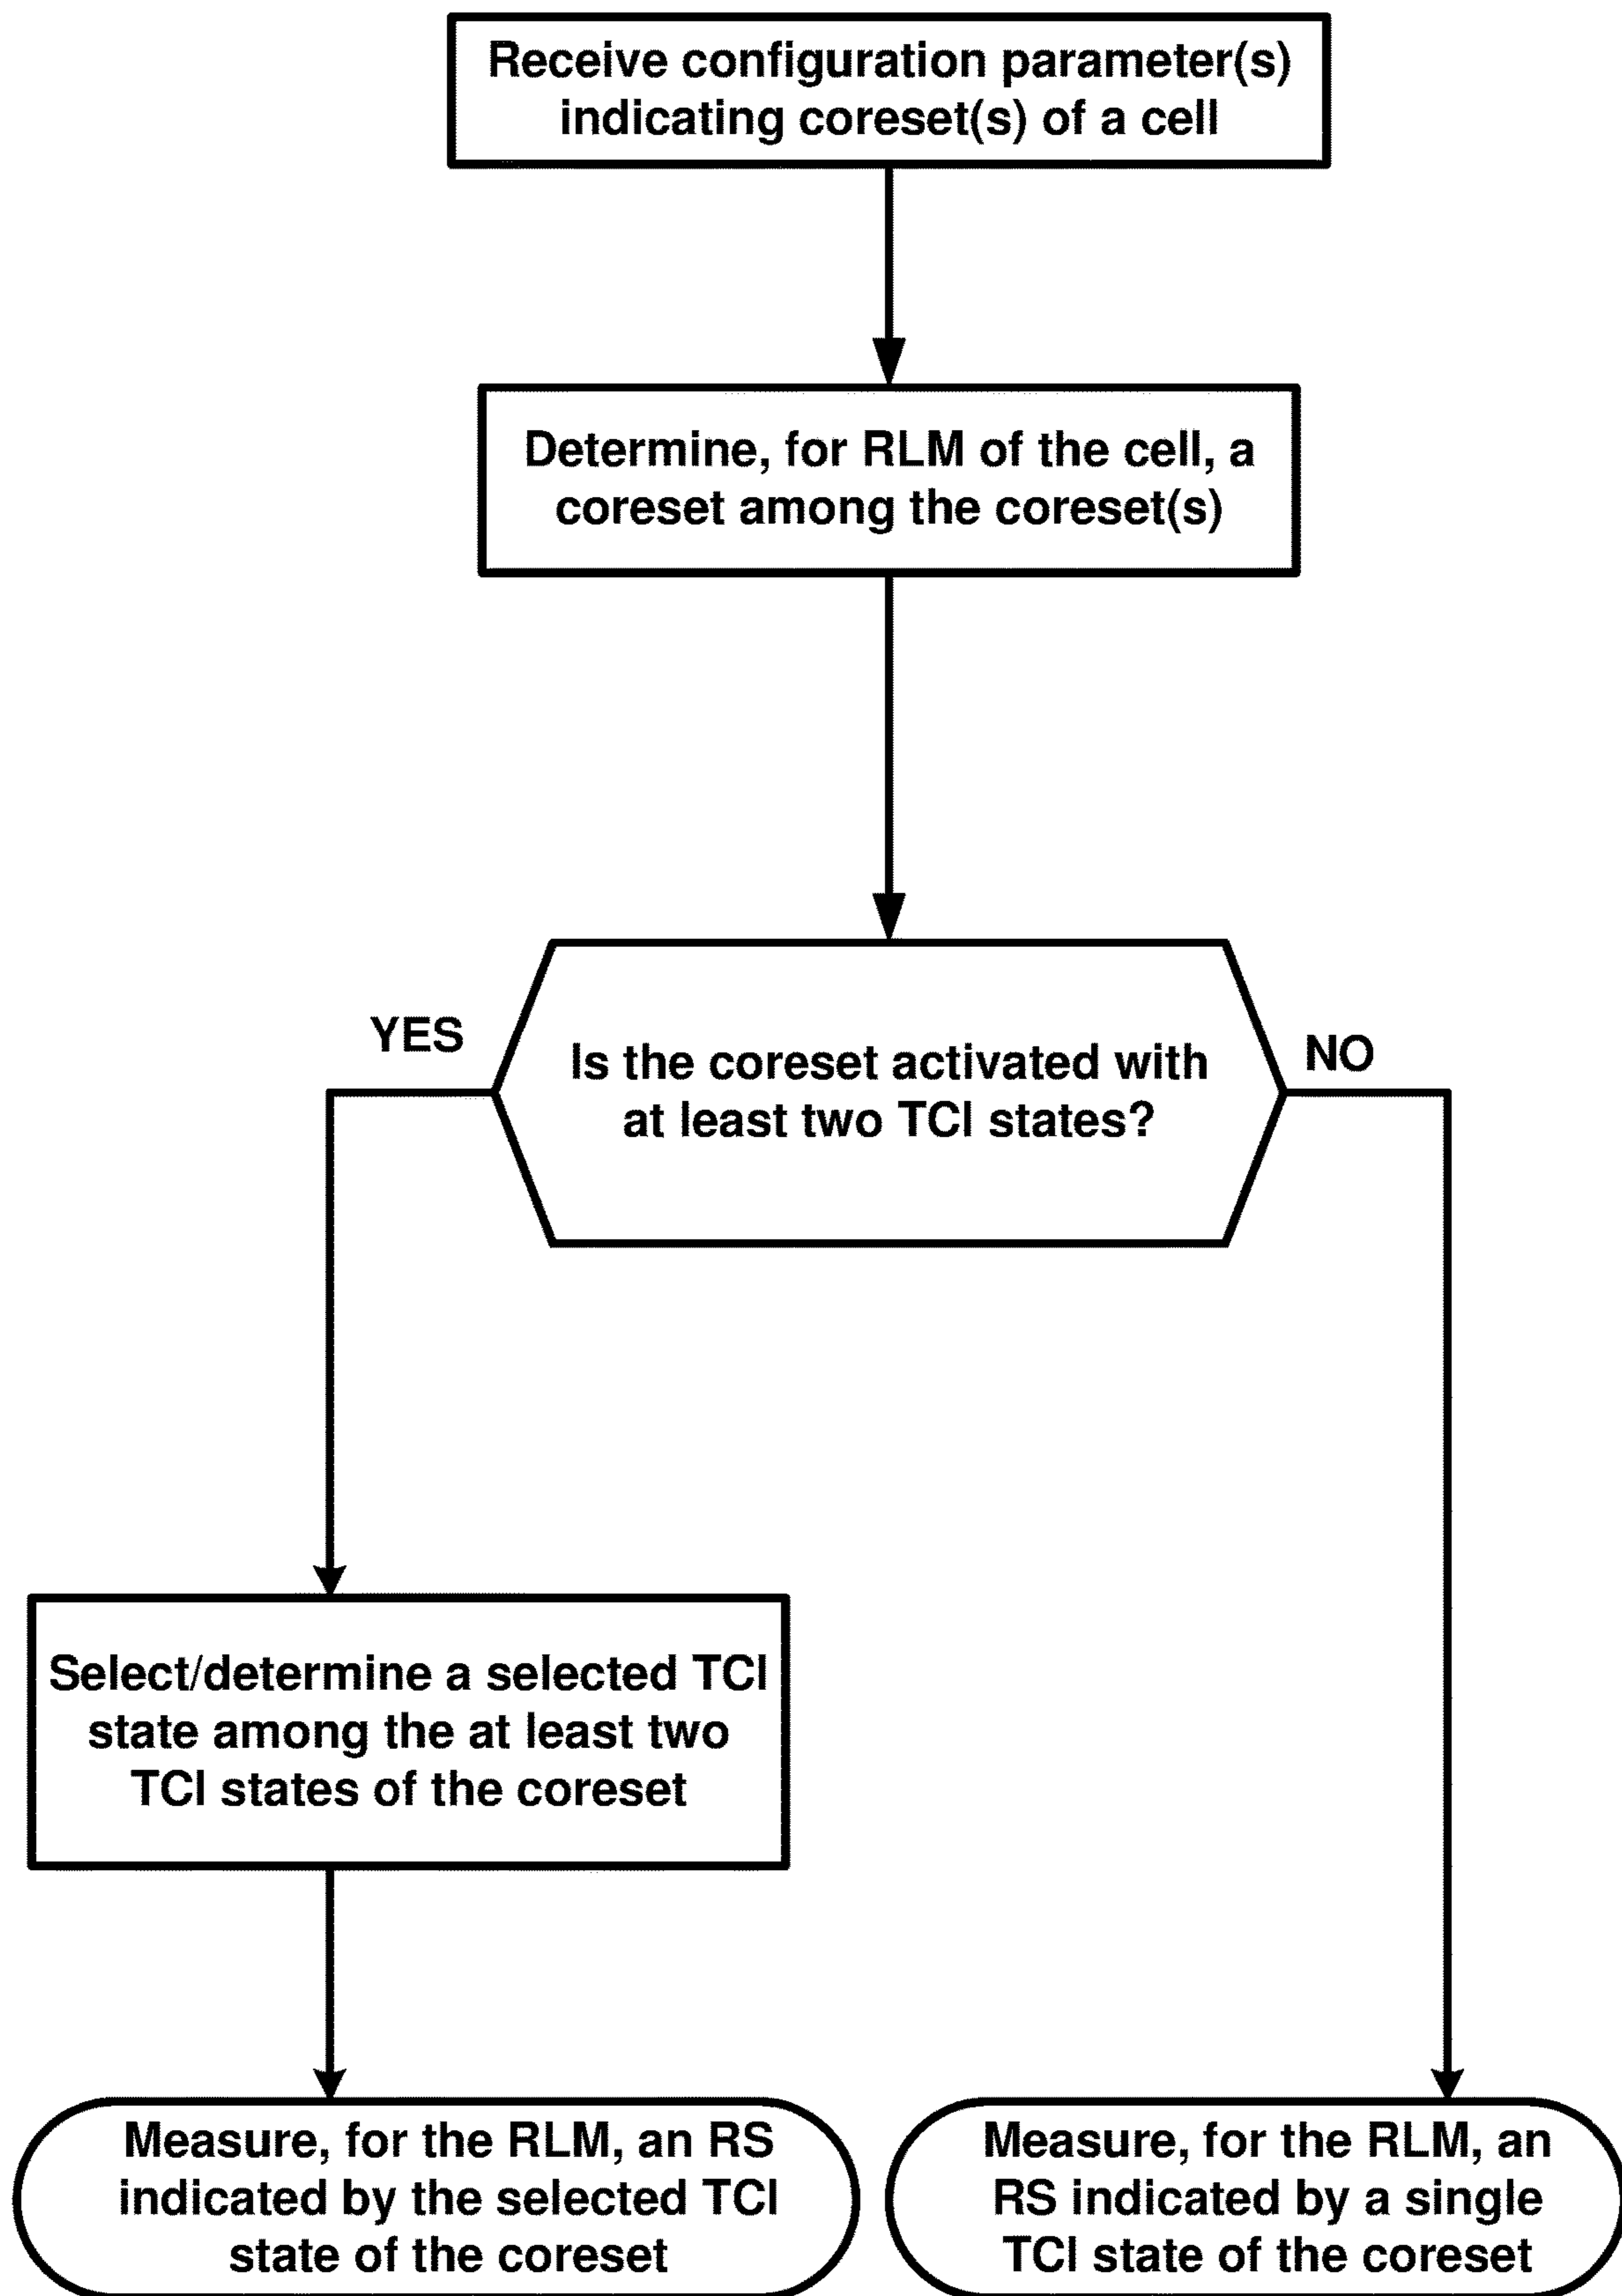 Receive configuration parameter(s)
indicating coreset(s) of a cell
Determine, for RLM of the cell, a
coreset among the coreset(s)
YES
Is the coreset activated with
at least two TCI states?
NO
Select/determine a selected TCI
state among the at least two
TCI states of the coreset
Measure, for the RLM, an RS
indicated by the selected TCI
state of the coreset
Measure, for the RLM, an
RS indicated by a single
TCI state of the coreset